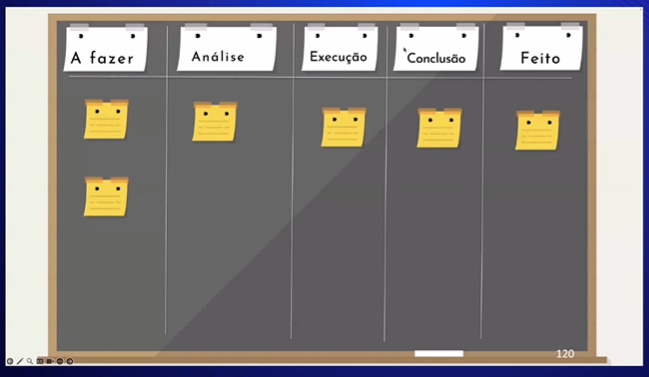 A fazer
Análise
Execução
Conclusão
Feito
120